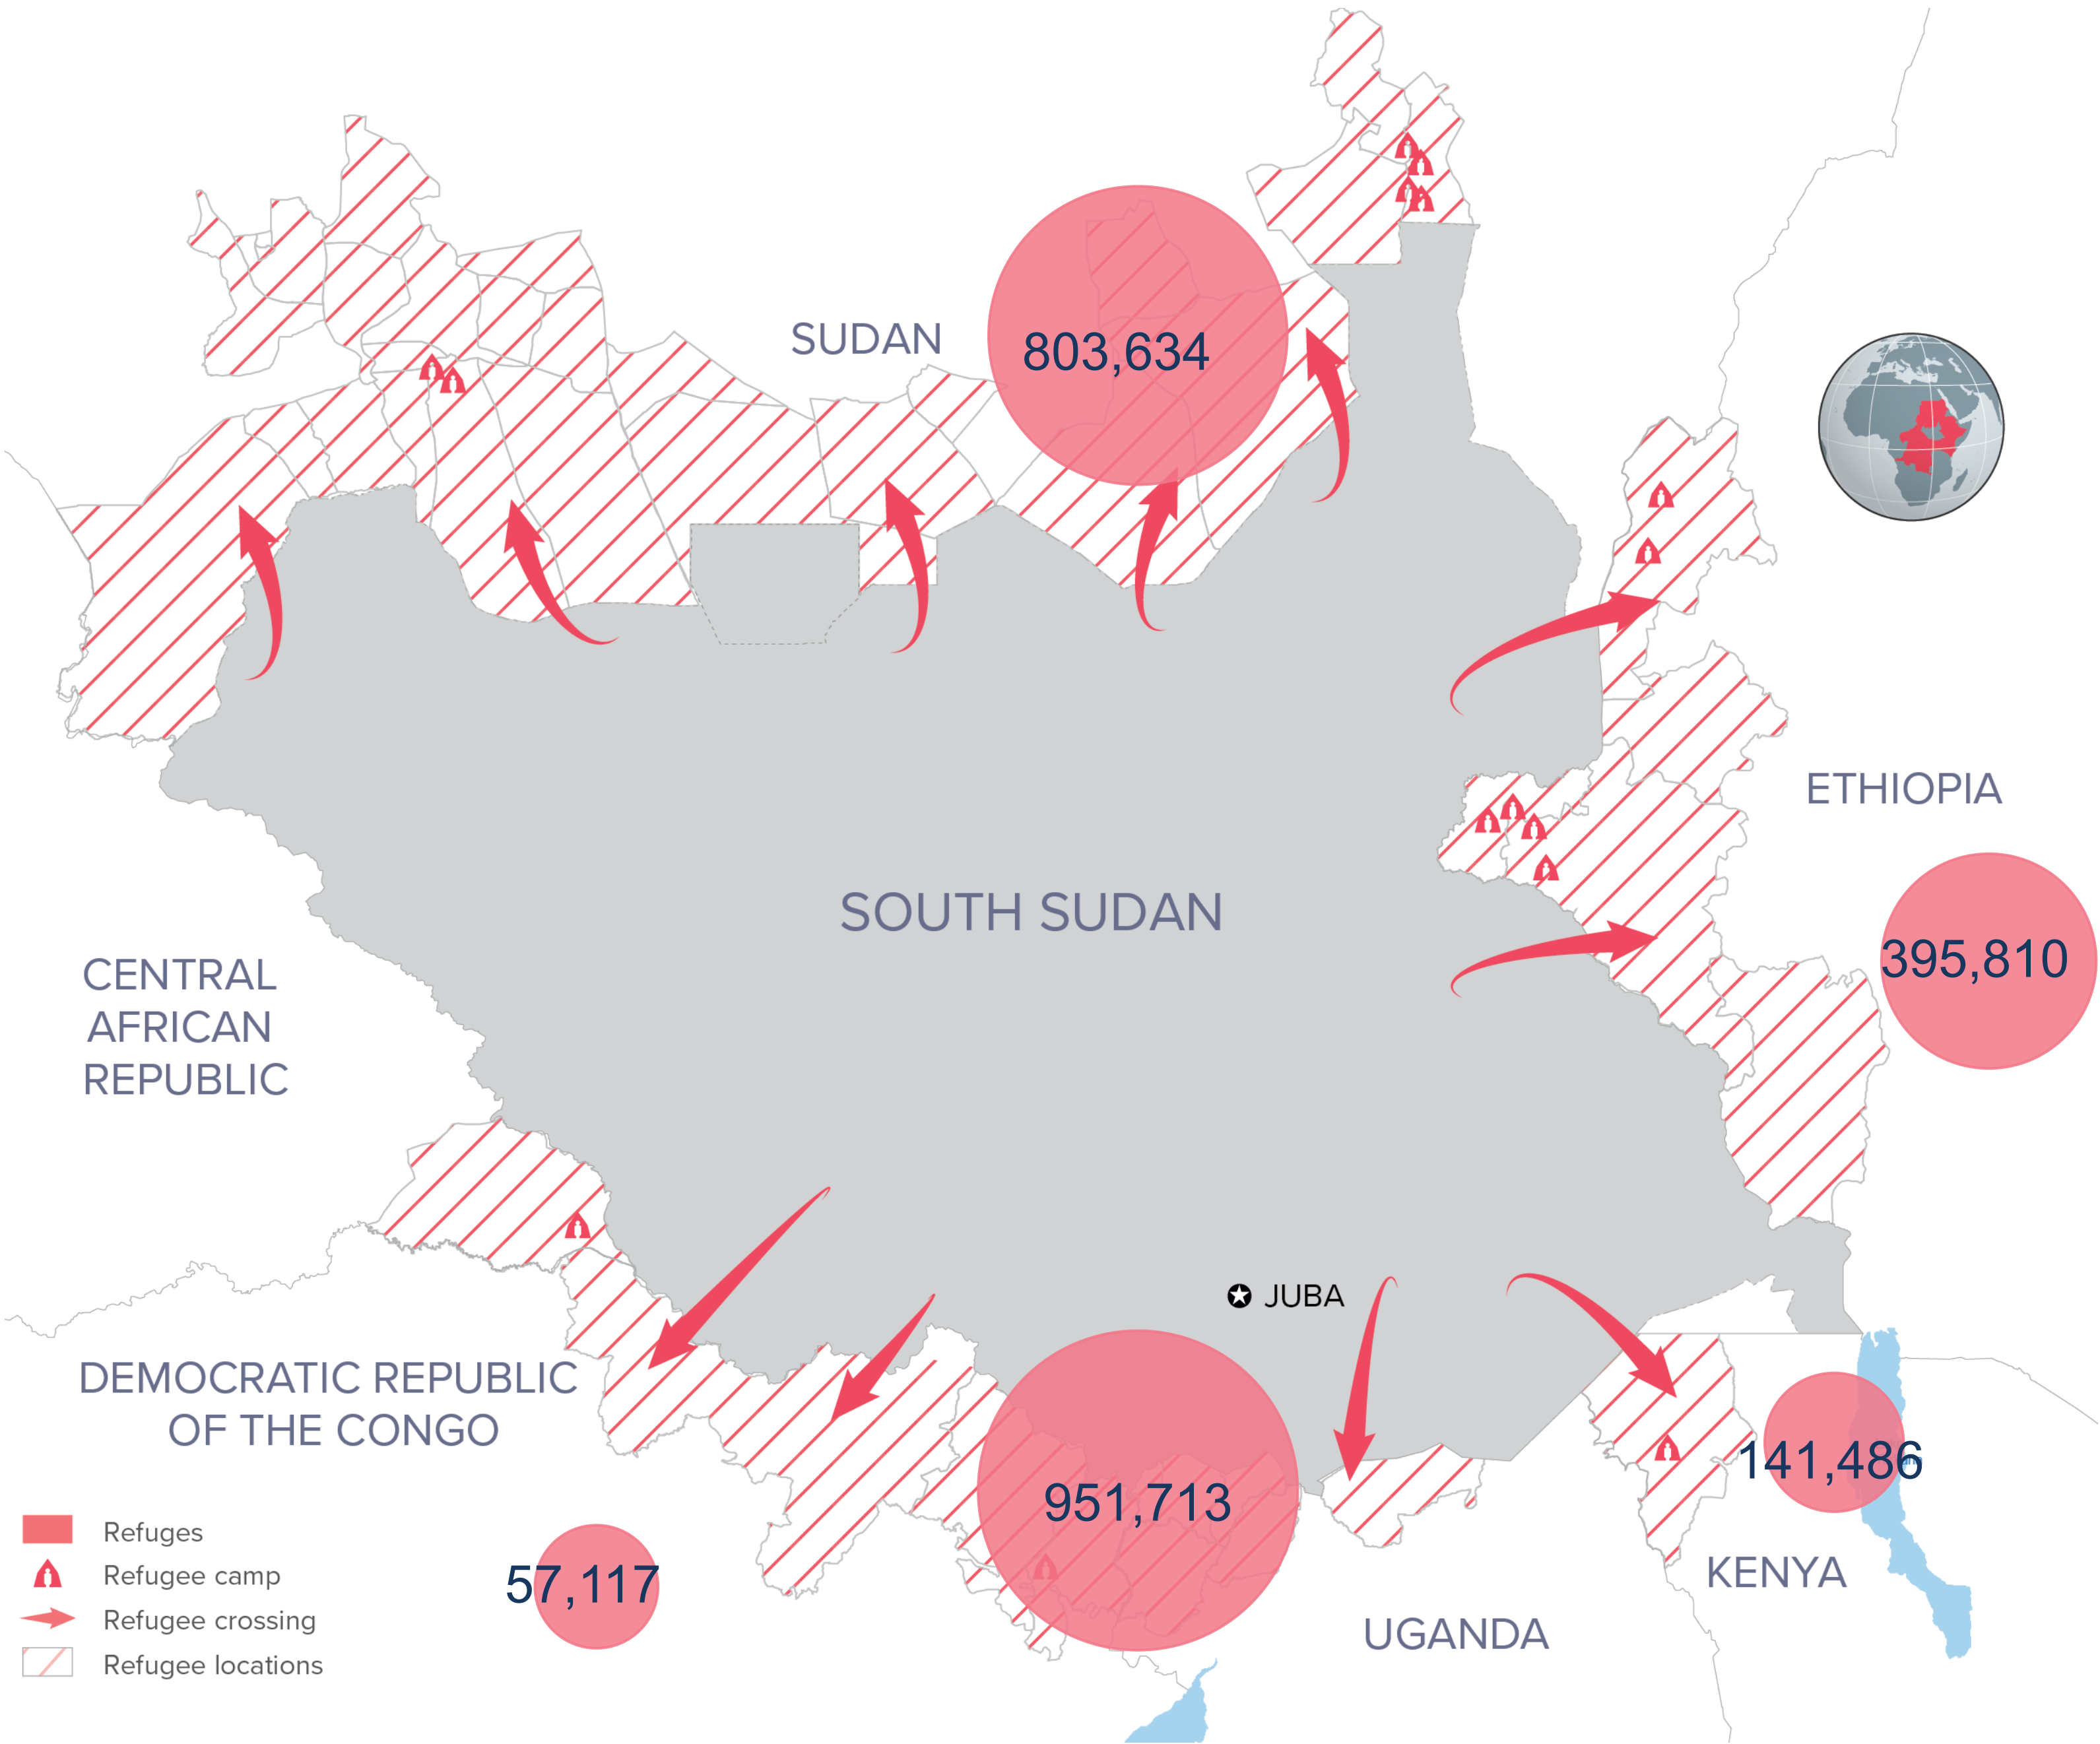 SUDAN
803,634
ETHIOPIA
SOUTH SUDAN
395,810
CENTRAL
AFRICAN
REPUBLIC
JUBA
DEMOCRATIC REPUBLIC
OF THE CONGO
141,486
951,713
57,117
KENYA
UGANDA
Refuges
Refugee camp
Refugee crossing
Refugee locations